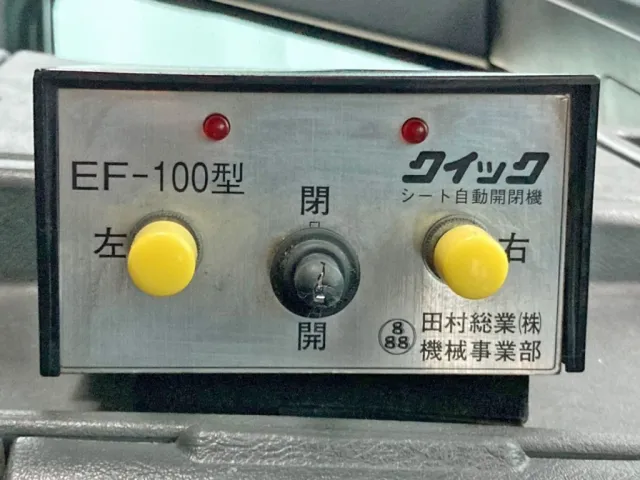 EF-100型
クイック
シート自動開閉機
左
閉
開
右
8
88
田村総業(株)
機械事業部